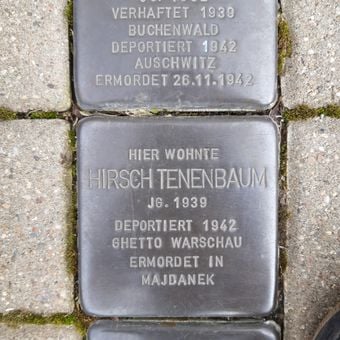 VERHAFTET 1939
BUCHENWALD
DEPORTIERT 1942
AUSCHWITZ
ERMORDET 26.11.1942
HIER WOHNTE
HIRSCH TENENBAUM
JG. 1939
DEPORTIERT 1942
GHETTO WARSCHAU
ERMORDET IN
MAJDANEK